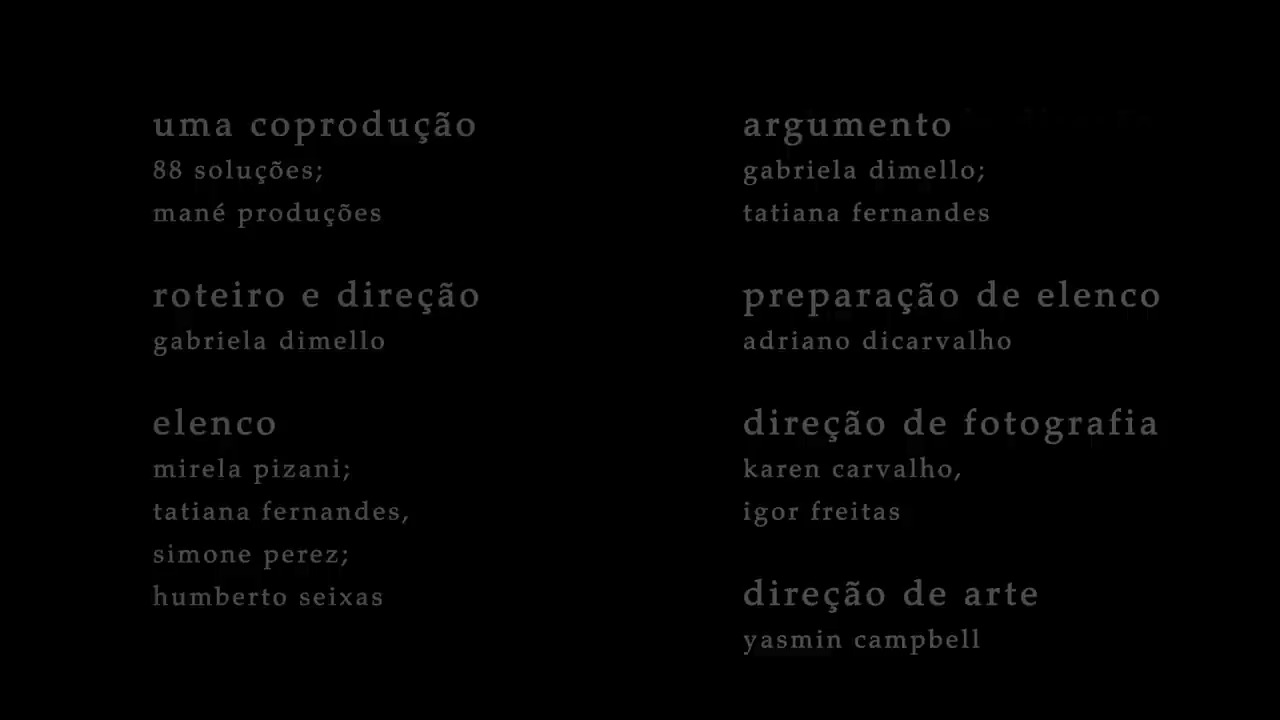 uma coprodução
88 soluções;
mané produções
roteiro e direção
gabriela dimello
elenco
mirela pizani;
tatiana fernandes,
simone perez;
humberto seixas
argumento
gabriela dimello;
tatiana fernandes
preparação de elenco
adriano dicarvalho
direção de fotografia
karen carvalho,
igor freitas
direção de arte
yasmin campbell